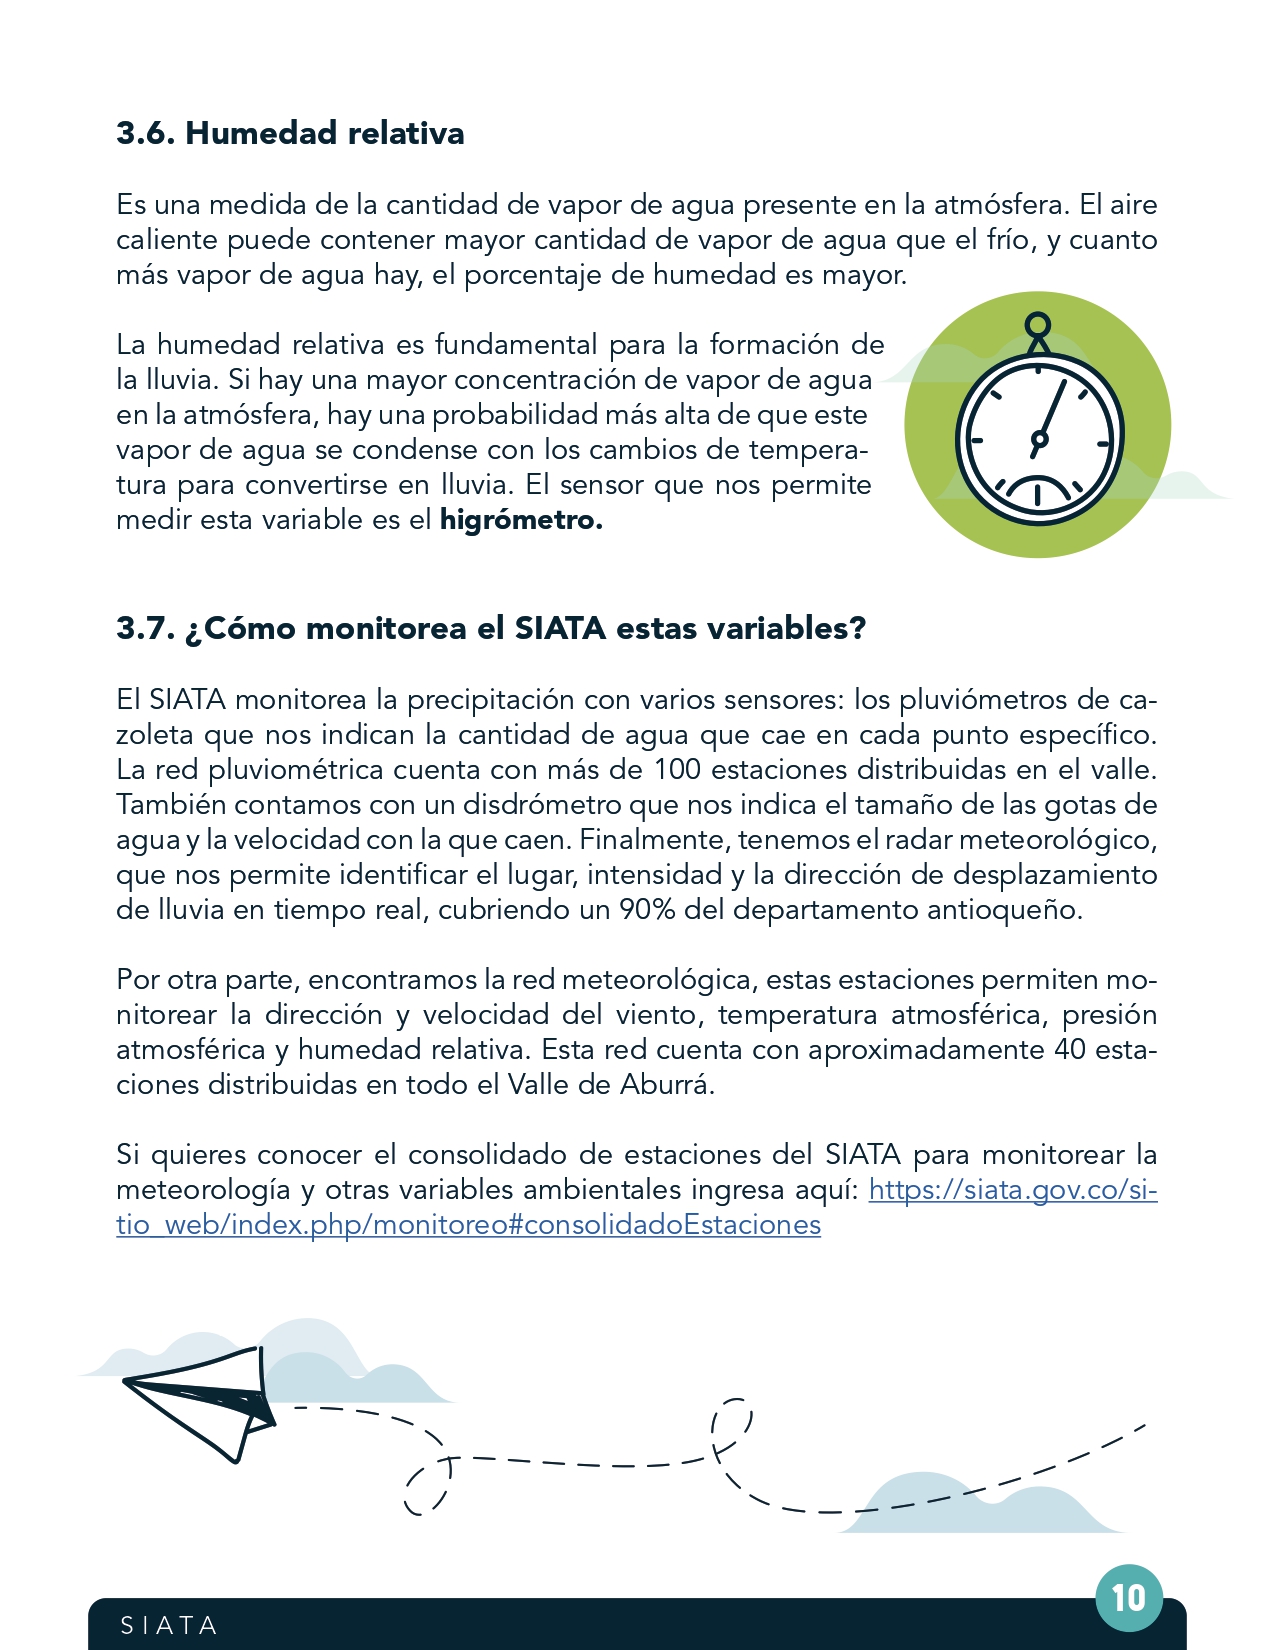 3.6. Humedad relativa
Es una medida de la cantidad de vapor de agua presente en la atmósfera. El aire
caliente puede contener mayor cantidad de vapor de agua que el frío, y cuanto
más vapor de agua hay, el porcentaje de humedad es mayor.
La humedad relativa es fundamental para la formación de
la lluvia. Si hay una mayor concentración de vapor de agua
en la atmósfera, hay una probabilidad más alta de que este
vapor de agua se condense con los cambios de tempera-
tura para convertirse en lluvia. El sensor que nos permite
medir esta variable es el higrómetro.
3.7. ¿Cómo monitorea el SIATA estas variables?
El SIATA monitorea la precipitación con varios sensores: los pluviómetros de ca-
zoleta que nos indican la cantidad de agua que cae en cada punto específico.
La red pluviométrica cuenta con más de 100 estaciones distribuidas en el valle.
También contamos con un disdrómetro que nos indica el tamaño de las gotas de
agua y la velocidad con la que caen. Finalmente, tenemos el radar meteorológico,
que nos permite identificar el lugar, intensidad y la dirección de desplazamiento
de lluvia en tiempo real, cubriendo un 90% del departamento antioqueño.
Por otra parte, encontramos la red meteorológica, estas estaciones permiten mo-
nitorear la dirección y velocidad del viento, temperatura atmosférica, presión
atmosférica y humedad relativa. Esta red cuenta con aproximadamente 40 esta-
ciones distribuidas en todo el Valle de Aburrá.
Si quieres conocer el consolidado de estaciones del SIATA para monitorear la
meteorología y otras variables ambientales ingresa aquí: https://siata.gov.co/si-
tio_web/index.php/monitoreo#consolidadoEstaciones
10
SIATA